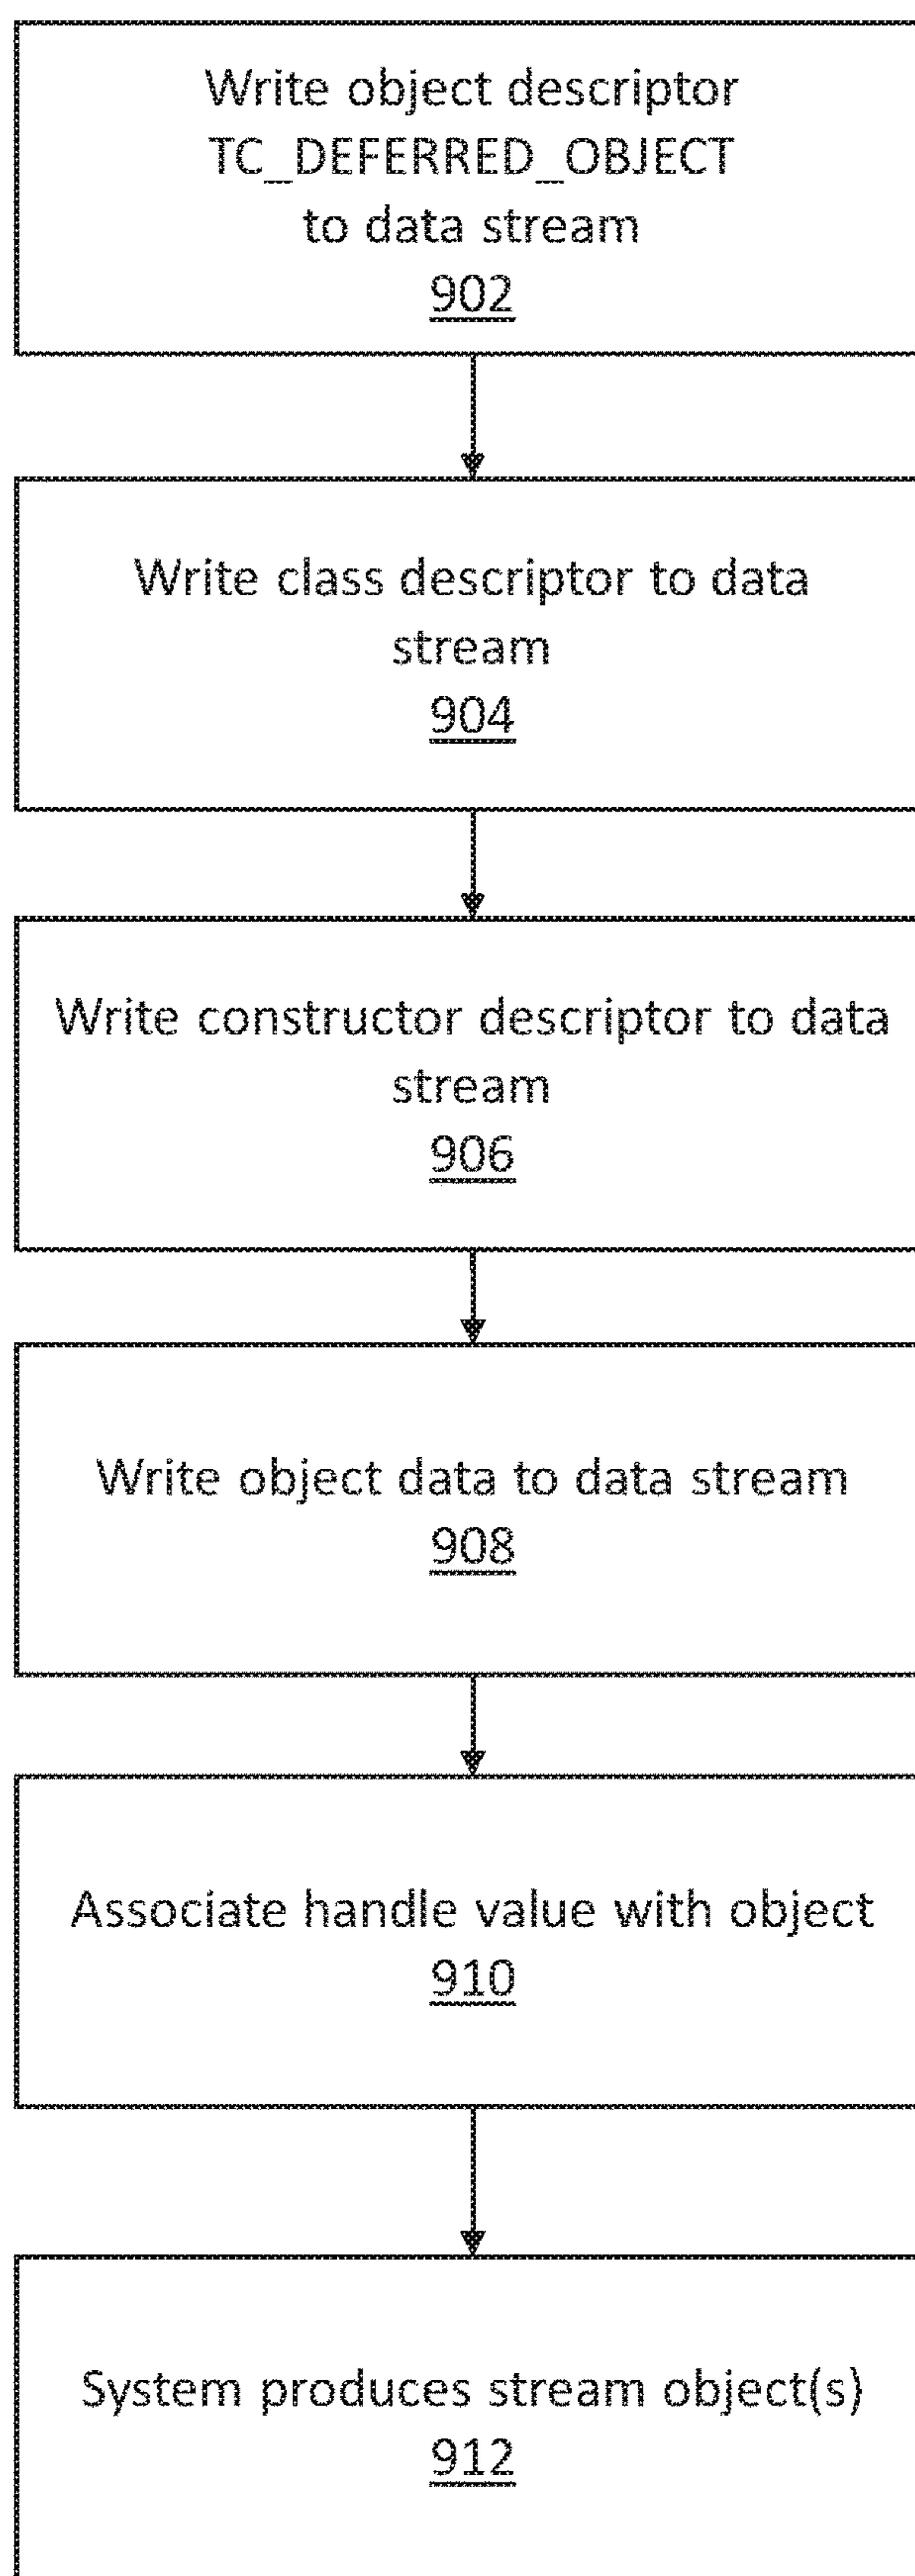 Write object descriptor
TC_DEFERRED_OBJECT
to data stream
902
Write class descriptor to data
stream
904
Write constructor descriptor to data
stream
906
Write object data to data stream
908
Associate handle value with object
910
System produces stream object(s)
912